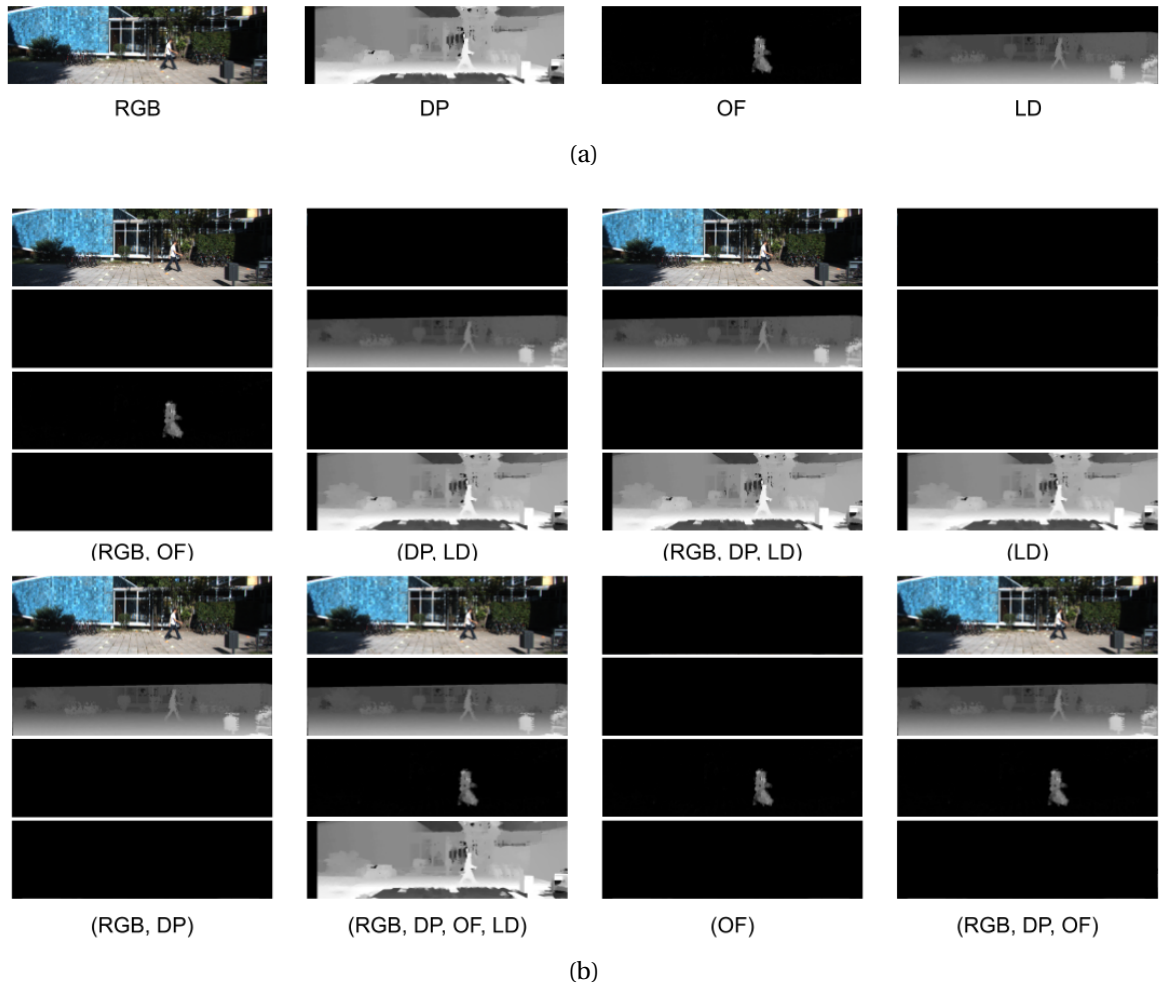 RGB DP OF LD
(a)
(RGB, OF) (DP, LD) (RGB, DP, LD) (LD)
(RGB, DP) (RGB, DP, OF, LD) (OF) (RGB, DP, OF)
(b)